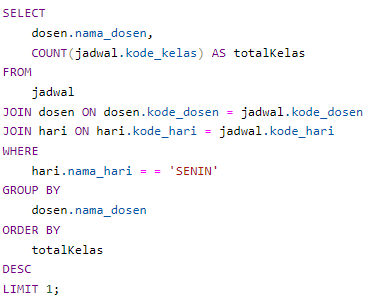 SELECT
dosen.nama_dosen,
COUNT(jadwal.kode_kelas) AS totalKelas
FROM
jadwal
JOIN dosen ON dosen.kode_dosen = jadwal.kode_dosen
JOIN hari ON hari.kode_hari = jadwal.kode_hari
WHERE
hari.nama_hari = = 'SENIN'
GROUP BY
dosen.nama_dosen
ORDER BY
totalKelas
DESC
LIMIT 1;